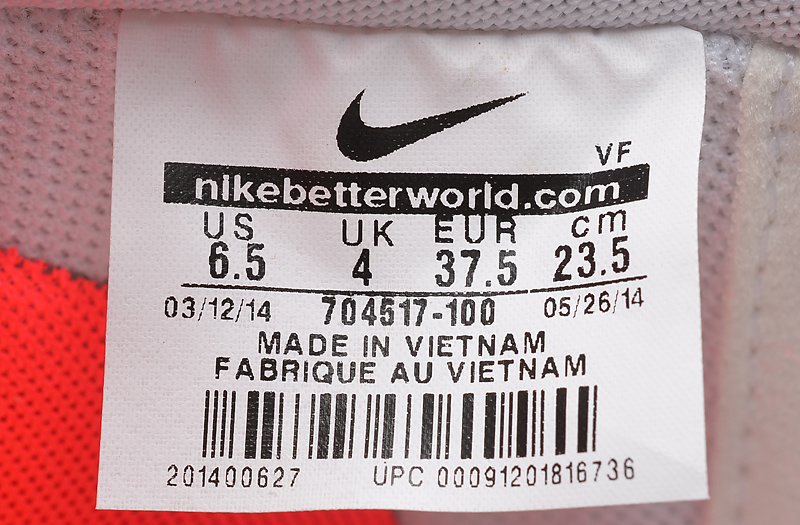 VF
nikebetterworld.com
US UK EUR cm
6.5 4 37.5 23.5
03/12/14 704517-100 05/26/14
MADE IN VIETNAM
FABRIQUE AU VIETNAM
201400627 UPC 00091201816736